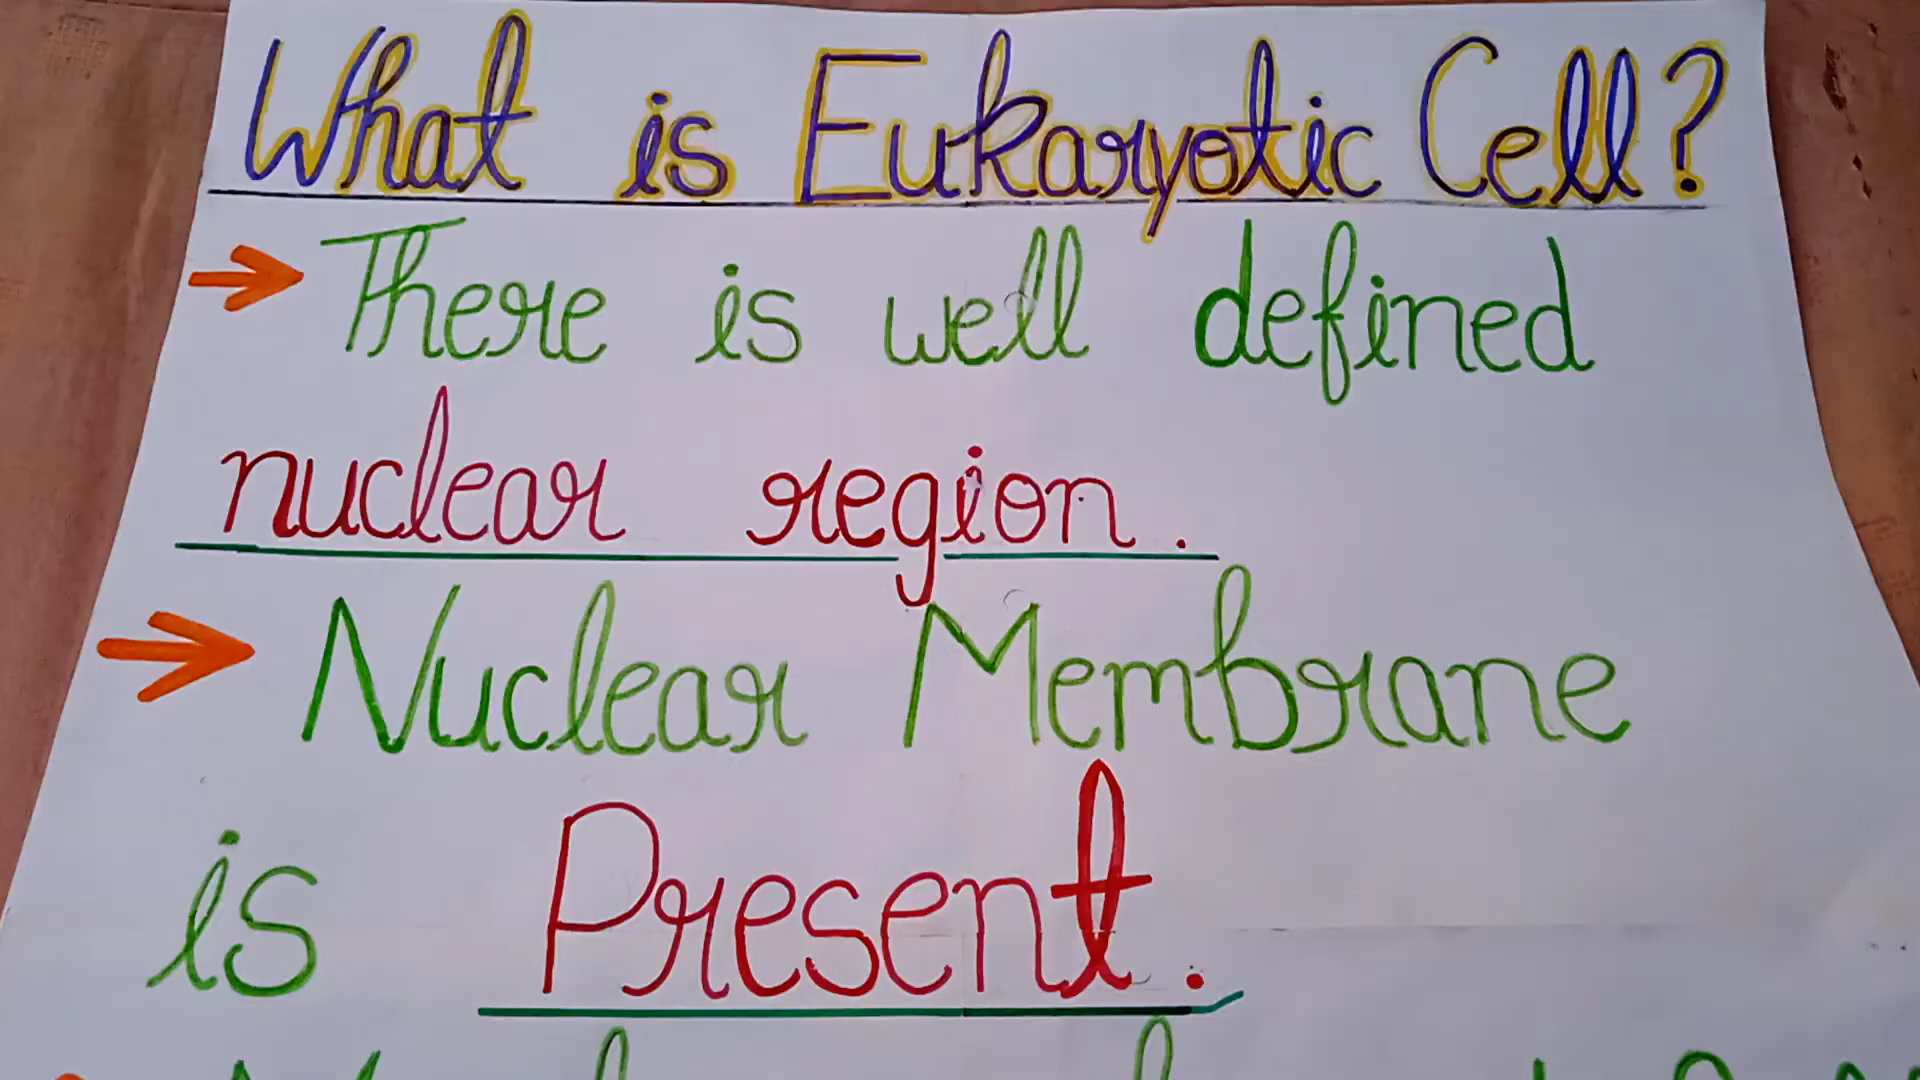 What is Eukaryotic Cell?
→ There is well defined
nuclear region.
→ Nuclear Membrane
is Present.